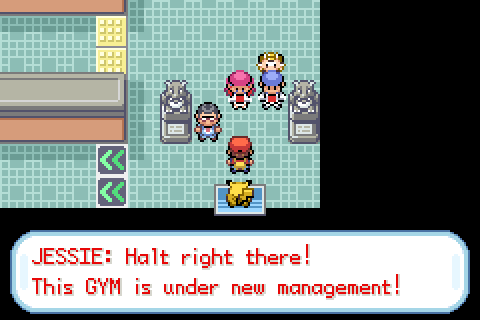 JESSIE: Halt right there!
This GYM is under new management!